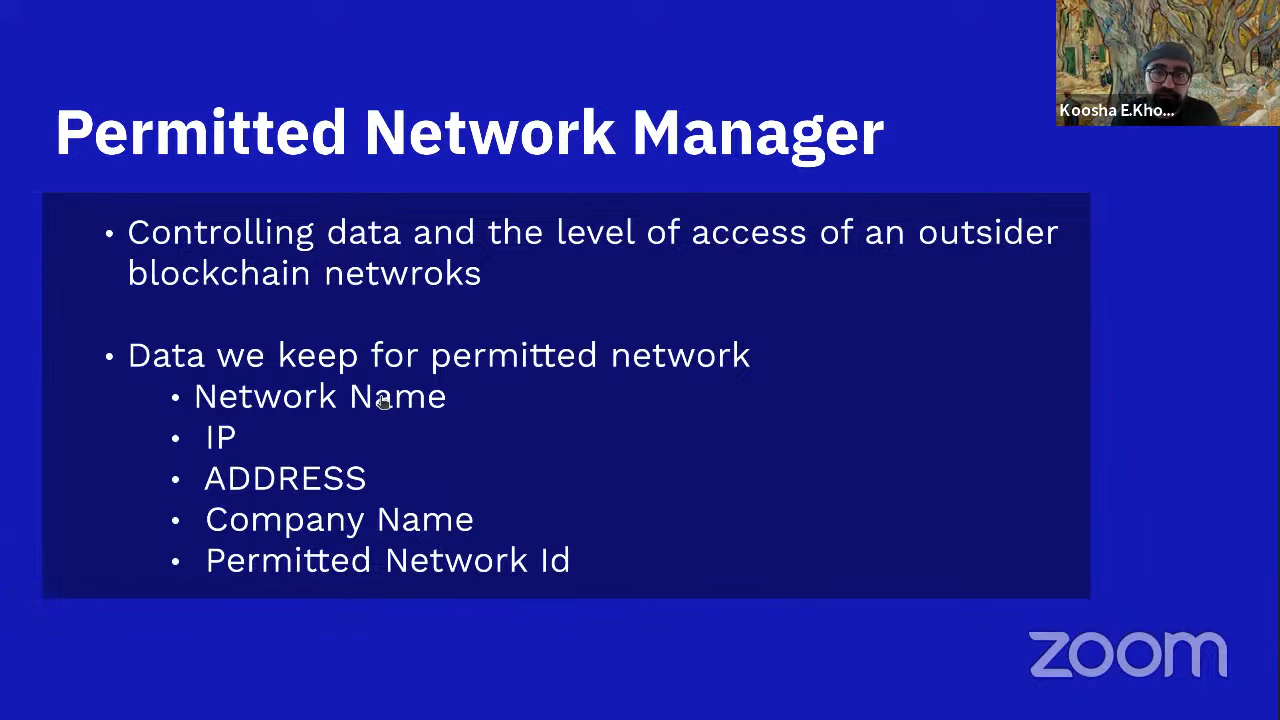 Koosha E.Kho...
Permitted Network Manager
• Controlling data and the level of access of an outsider
blockchain netwroks
• Data we keep for permitted network
• Network Name
• IP
• ADDRESS
• Company Name
• Permitted Network Id
zoom